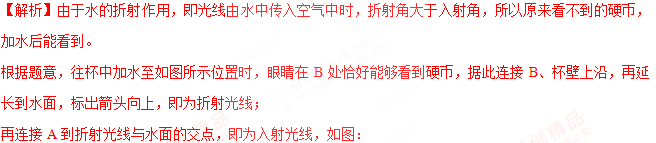 【解析】由于水的折射作用，即光线由水中传入空气中时，折射角大于入射角，所以原来看不到的硬币，
加水后能看到。
根据题意，往杯中加水至如图所示位置时，眼睛在 B 处恰好能够看到硬币，据此连接 B、杯壁上沿，再延
长到水面，标出箭头向上，即为折射光线；
再连接 A 到折射光线与水面的交点，即为入射光线，如图：